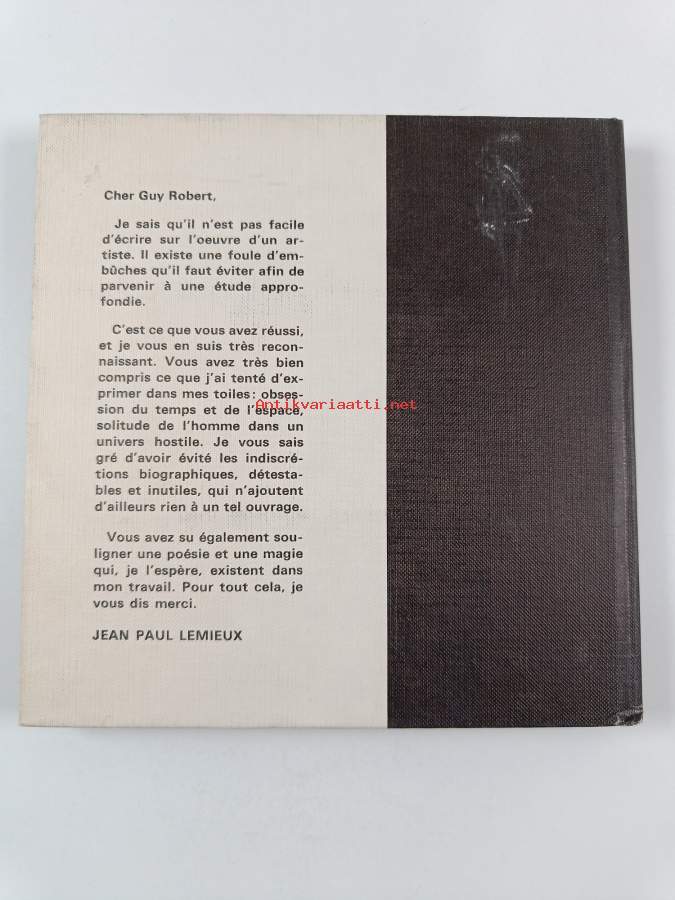 Cher Guy Robert,
Je sais qu'il n'est pas facile
d'écrire sur l'oeuvre d'un ar-
tiste. Il existe une foule d'em-
bûches qu'il faut éviter afin de
parvenir à une étude appro-
fondie.
C'est ce que vous avez réussi,
et je vous en suis très recon-
naissant. Vous avez très bien
compris ce que j'ai tenté d'ex-
primer dans mes toiles: obses-
sion du temps et de l'espace,
solitude de l'homme dans un
univers hostile. Je vous sais
gré d'avoir évité les indiscré-
tions biographiques, détesta-
bles et inutiles, qui n'ajoutent
d'ailleurs rien à un tel ouvrage.
Vous avez su également sou-
ligner une poésie et une magie
qui, je l'espère, existent dans
mon travail. Pour tout cela, je
vous dis merci.
JEAN PAUL LEMIEUX
Antikvariaatti.net